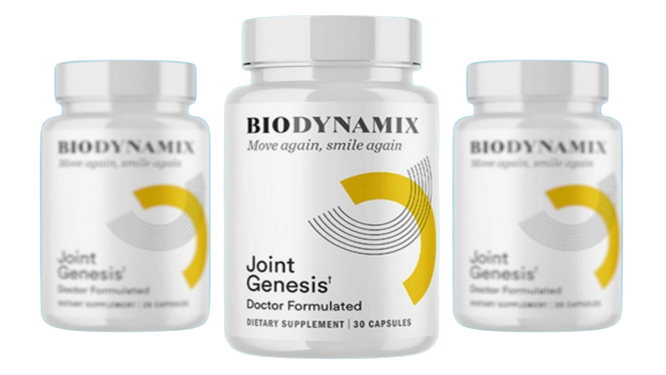 BIODYNAMIX
Move again, smile again
Joint
Genesis†
Doctor Formulated
DIETARY SUPPLEMENT | 30 CAPSULES
BIODYNAMIX
Move again, smile again
Joint
Genesis†
Doctor Formulated
DIETARY SUPPLEMENT | 30 CAPSULES
BIODYNAMIX
Move again, smile again
Joint
Genesis†
Doctor Formulated
DIETARY SUPPLEMENT | 30 CAPSULES